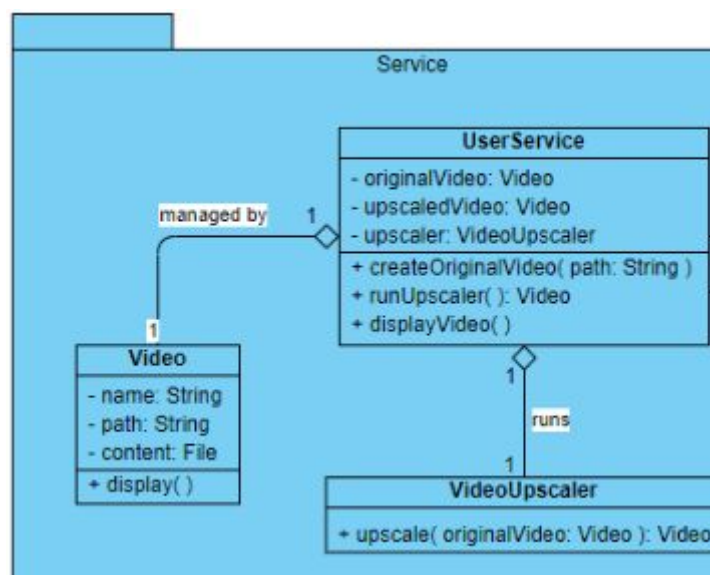 Service
UserService
- originalVideo: Video
- upscaledVideo: Video
- upscaler: VideoUpscaler
+ createOriginalVideo( path: String )
+ runUpscaler( ): Video
+ displayVideo( )
managed by
1
1
Video
- name: String
- path: String
- content: File
+ display( )
1
runs
1
VideoUpscaler
+ upscale( originalVideo: Video ): Video